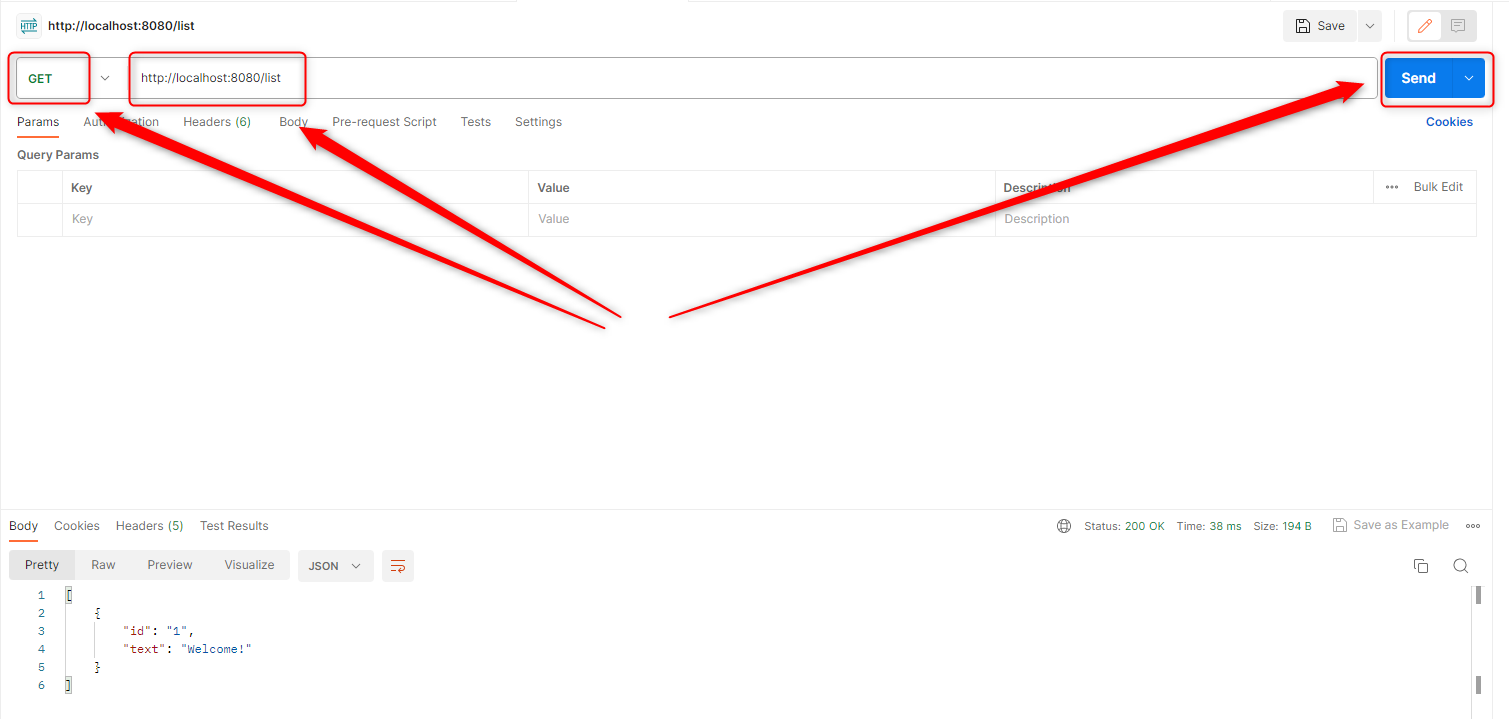 HTTP http://localhost:8080/list Save
GET http://localhost:8080/list Send
Params Authorization Headers (6) Body Pre-request Script Tests Settings Cookies
Query Params
Key Value Description Bulk Edit
Key Value Description
Body Cookies Headers (5) Test Results Status: 200 OK Time: 38 ms Size: 194 B Save as Example
Pretty Raw Preview Visualize JSON
1 [
2 {
3 "id": "1",
4 "text": "Welcome!"
5 }
6 ]